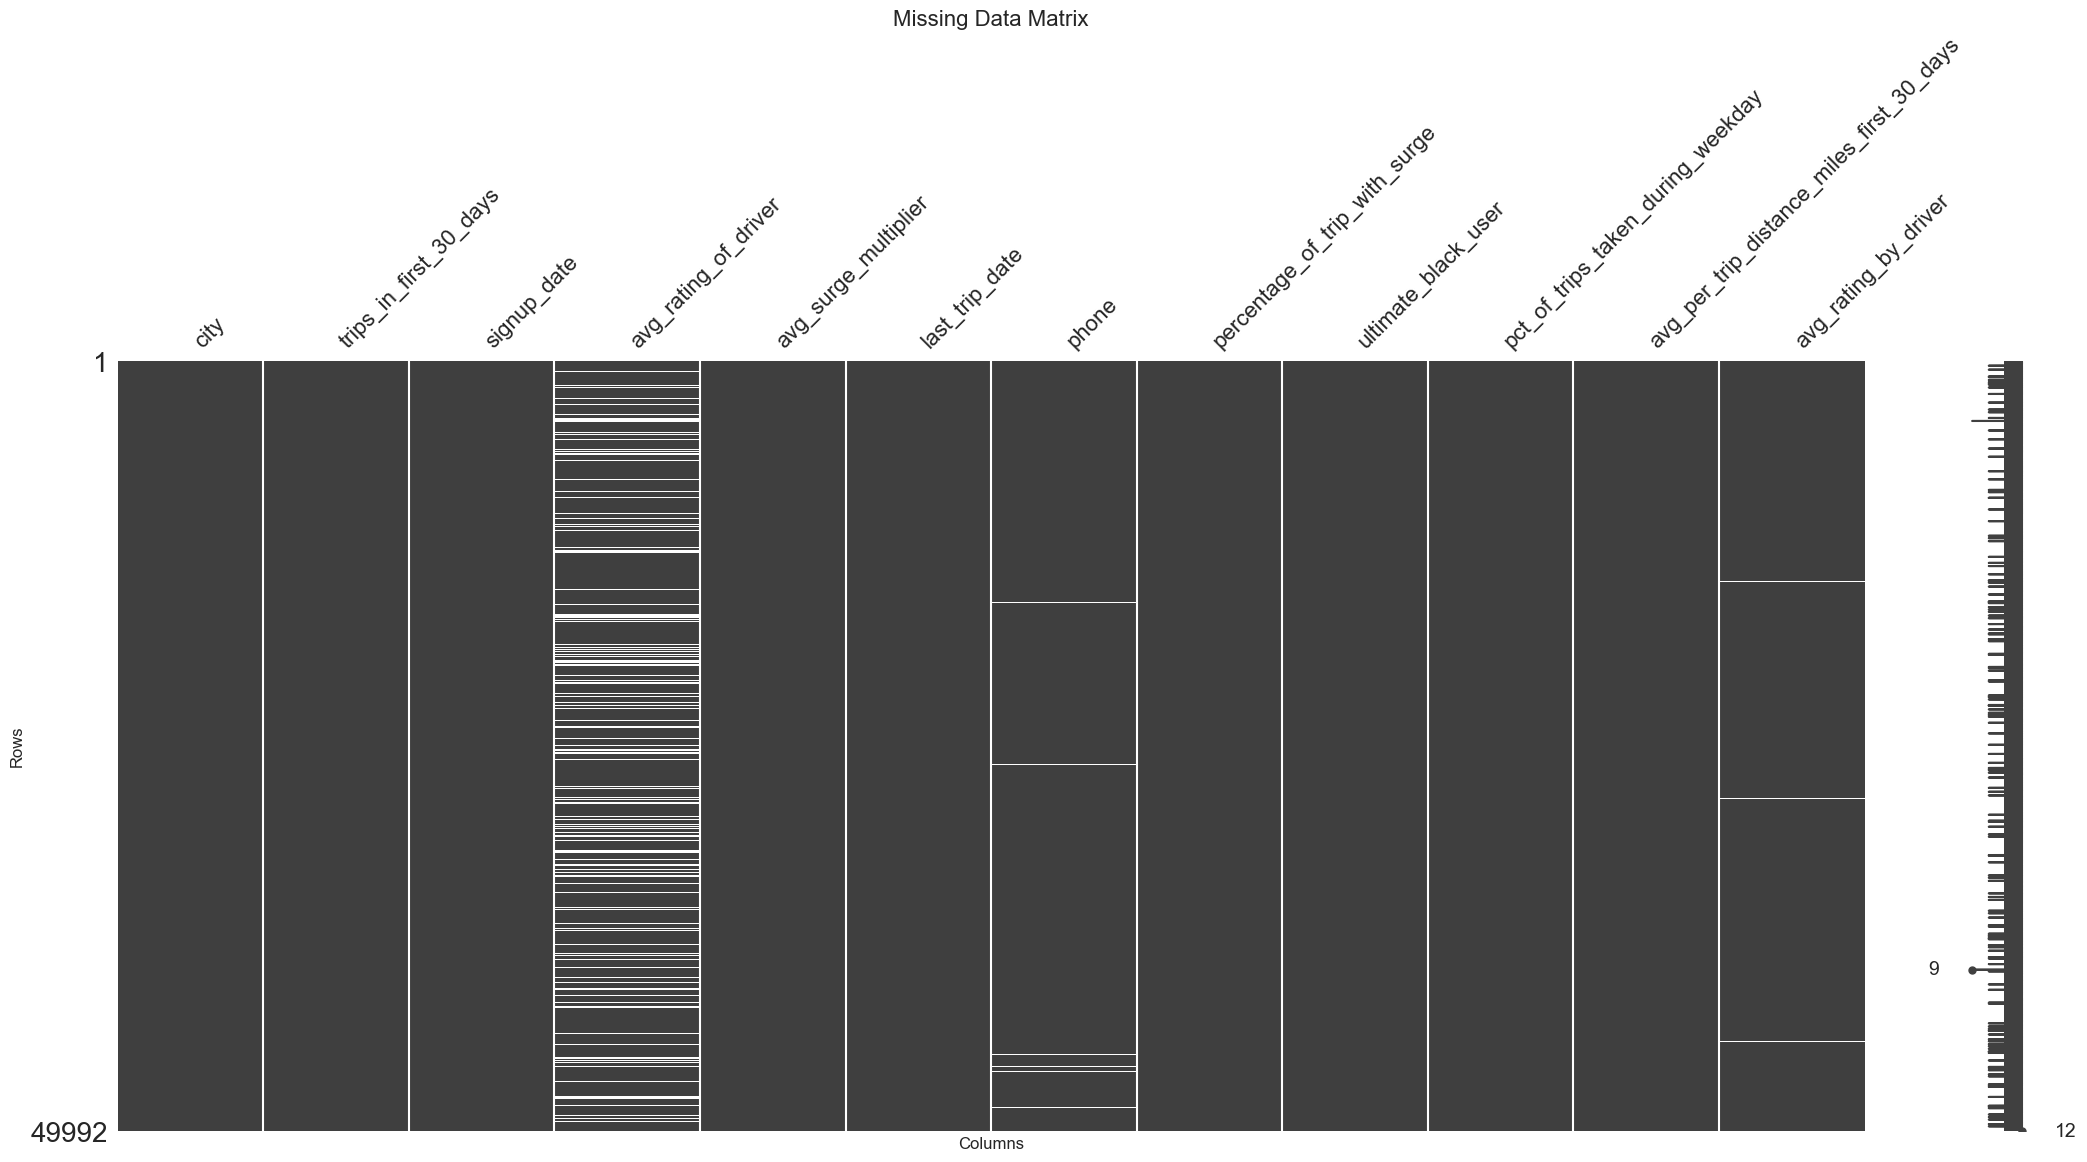 Missing Data Matrix
city
trips_in_first_30_days
signup_date
avg_rating_of_driver
avg_surge_multiplier
last_trip_date
phone
percentage_of_trip_with_surge
ultimate_black_user
pct_of_trips_taken_during_weekday
avg_per_trip_distance_miles_first_30_days
avg_rating_by_driver
1
Rows
9
49992
12
Columns